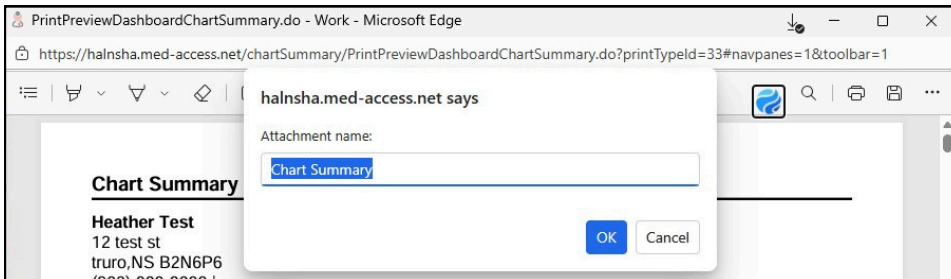 PrintPreviewDashboardChartSummary.do - Work - Microsoft Edge
https://halnsha.med-access.net/chartSummary/PrintPreviewDashboardChartSummary.do?printTypeId=33#navpanes=1&toolbar=1
halnsha.med-access.net says
Attachment name:
Chart Summary
OK
Cancel
Chart Summary
Heather Test
12 test st
truro,NS B2N6P6